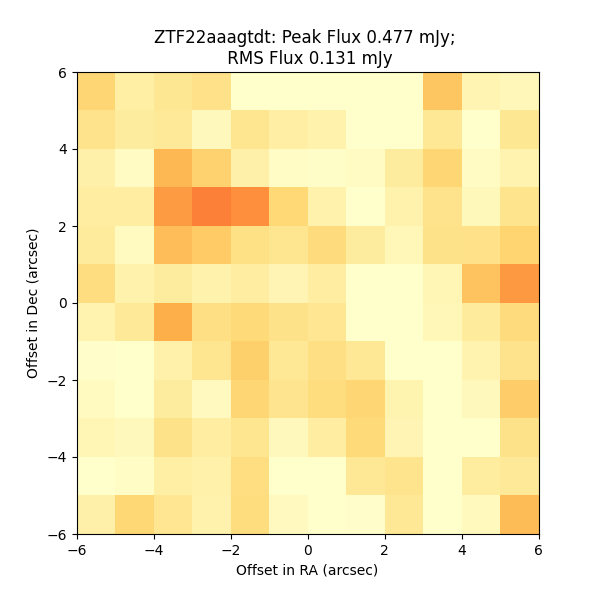 ZTF22aaagtdt: Peak Flux 0.477 mJy;
RMS Flux 0.131 mJy
6
4
2
0
−2
−4
−6
Offset in Dec (arcsec)
−6 −4 −2 0 2 4 6
Offset in RA (arcsec)